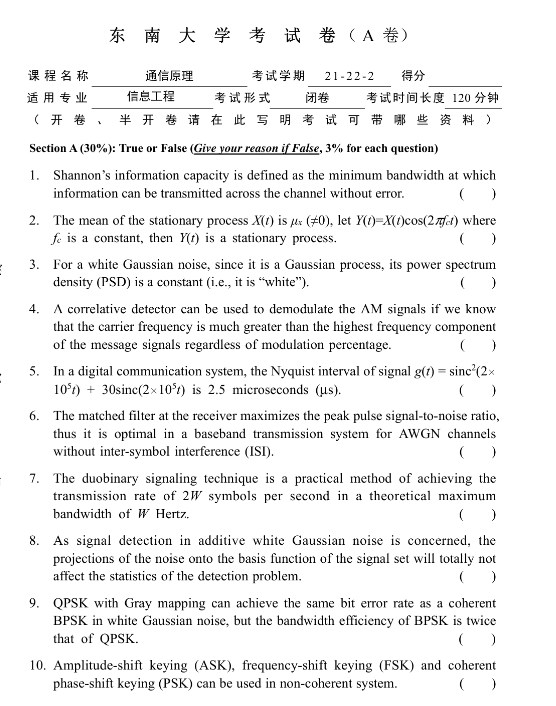 东 南 大 学 考 试 卷（A 卷）
课 程 名 称 通信原理 考 试 学 期 21-22-2 得分
适 用 专 业 信息工程 考 试 形 式 闭卷 考 试 时 间 长 度 120 分钟
（ 开 卷 、 半 开 卷 请 在 此 写 明 考 试 可 带 哪 些 资 料 ）
Section A (30%): True or False (Give your reason if False, 3% for each question)
1. Shannon’s information capacity is defined as the minimum bandwidth at which
information can be transmitted across the channel without error. ( )
2. The mean of the stationary process X(t) is μₓ (≠0), let Y(t)=X(t)cos(2πf_ct) where
f_c is a constant, then Y(t) is a stationary process. ( )
3. For a white Gaussian noise, since it is a Gaussian process, its power spectrum
density (PSD) is a constant (i.e., it is “white”). ( )
4. A correlative detector can be used to demodulate the AM signals if we know
that the carrier frequency is much greater than the highest frequency component
of the message signals regardless of modulation percentage. ( )
5. In a digital communication system, the Nyquist interval of signal g(t) = sinc²(2×
10⁵t) + 30sinc(2×10⁵t) is 2.5 microseconds (μs). ( )
6. The matched filter at the receiver maximizes the peak pulse signal-to-noise ratio,
thus it is optimal in a baseband transmission system for AWGN channels
without inter-symbol interference (ISI). ( )
7. The duobinary signaling technique is a practical method of achieving the
transmission rate of 2W symbols per second in a theoretical maximum
bandwidth of W Hertz. ( )
8. As signal detection in additive white Gaussian noise is concerned, the
projections of the noise onto the basis function of the signal set will totally not
affect the statistics of the detection problem. ( )
9. QPSK with Gray mapping can achieve the same bit error rate as a coherent
BPSK in white Gaussian noise, but the bandwidth efficiency of BPSK is twice
that of QPSK. ( )
10. Amplitude-shift keying (ASK), frequency-shift keying (FSK) and coherent
phase-shift keying (PSK) can be used in non-coherent system. ( )